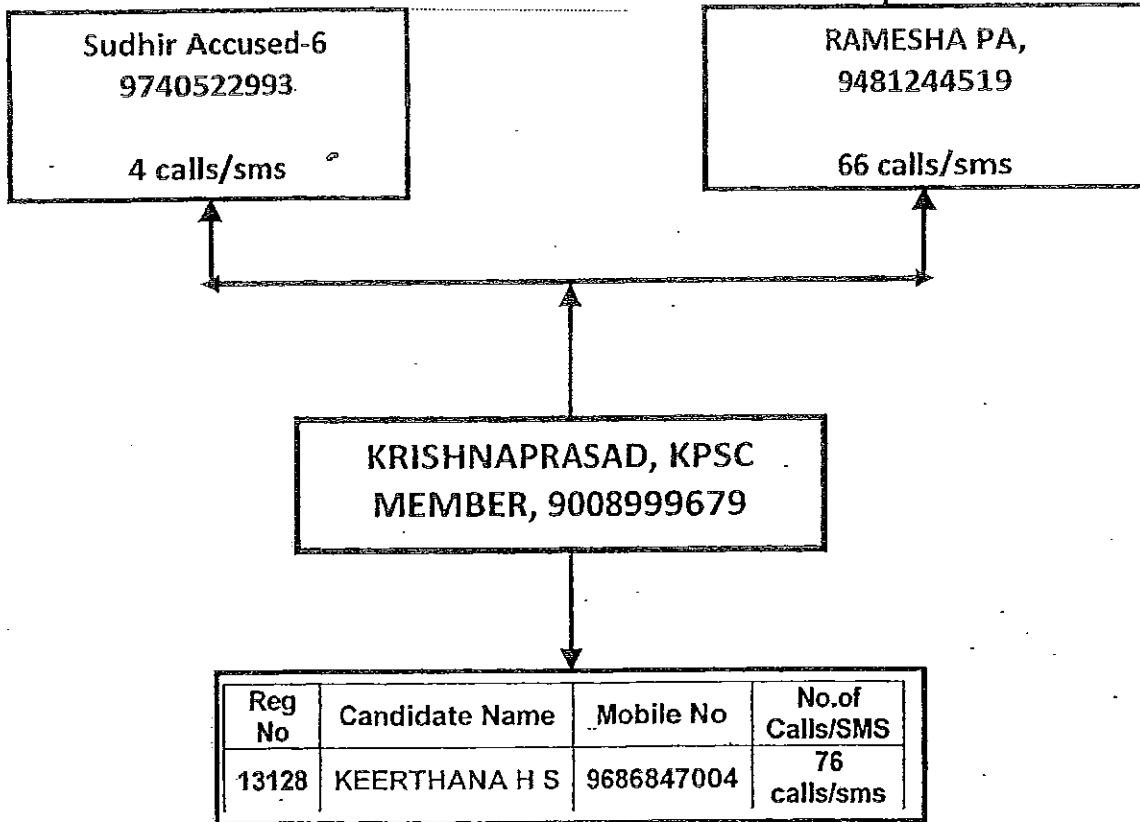 Sudhir Accused-6
9740522993
4 calls/sms
RAMESHA PA,
9481244519
66 calls/sms
KRISHNAPRASAD, KPSC
MEMBER, 9008999679
Reg No Candidate Name Mobile No No.of Calls/SMS
13128 KEERTHANA H S 9686847004 76 calls/sms